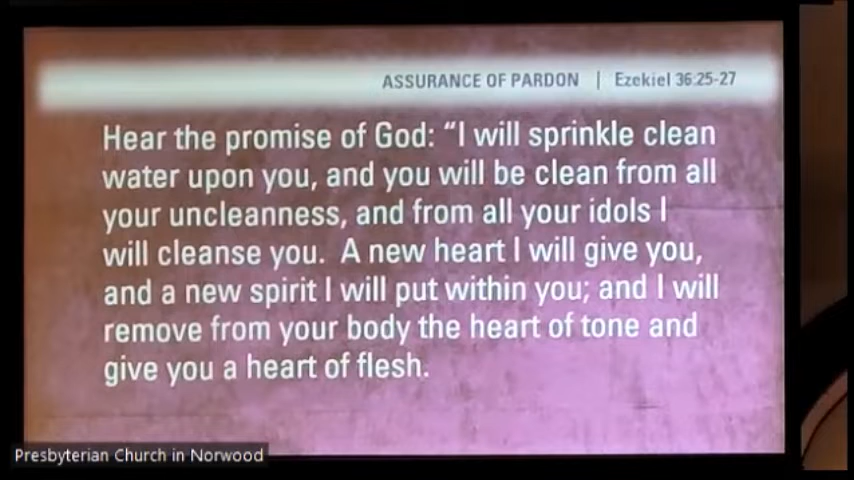 ASSURANCE OF PARDON | Ezekiel 36:25-27
Hear the promise of God: “I will sprinkle clean
water upon you, and you will be clean from all
your uncleanness, and from all your idols I
will cleanse you. A new heart I will give you,
and a new spirit I will put within you; and I will
remove from your body the heart of tone and
give you a heart of flesh.
Presbyterian Church in Norwood